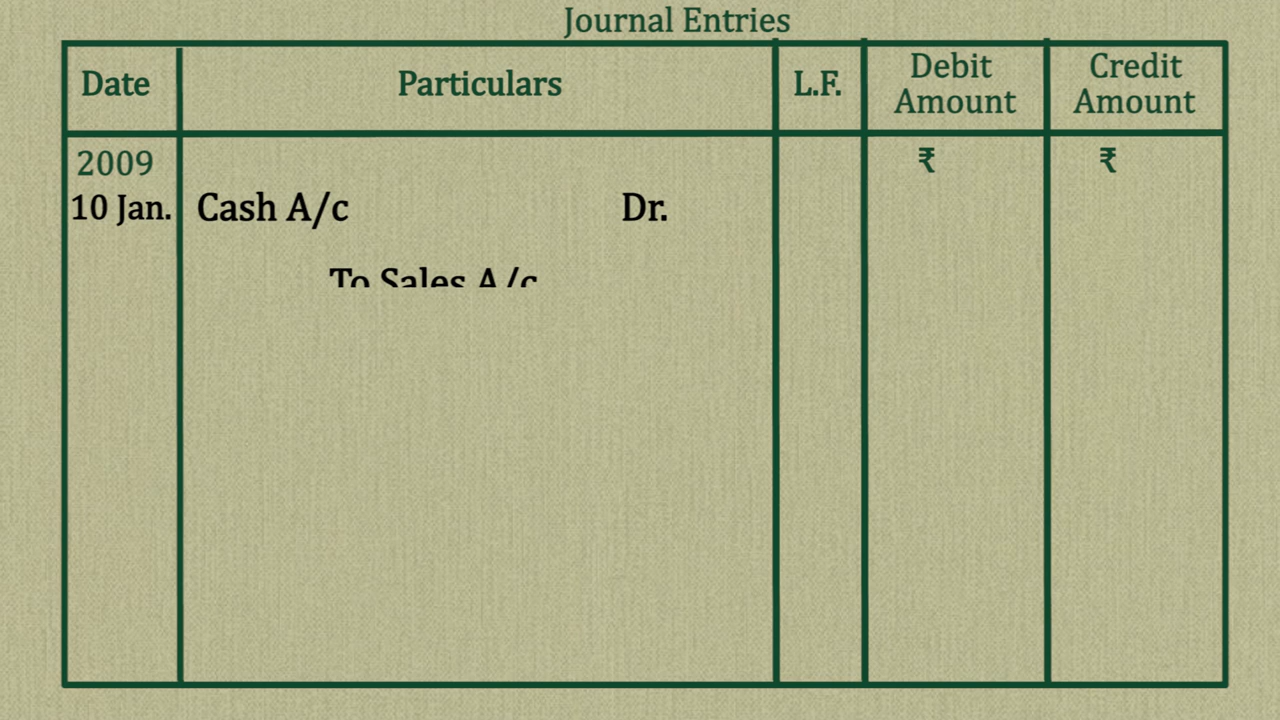 Journal Entries
Date Particulars L.F. Debit Amount Credit Amount
2009 ₹ ₹
10 Jan. Cash A/c Dr.
To Sales A/c